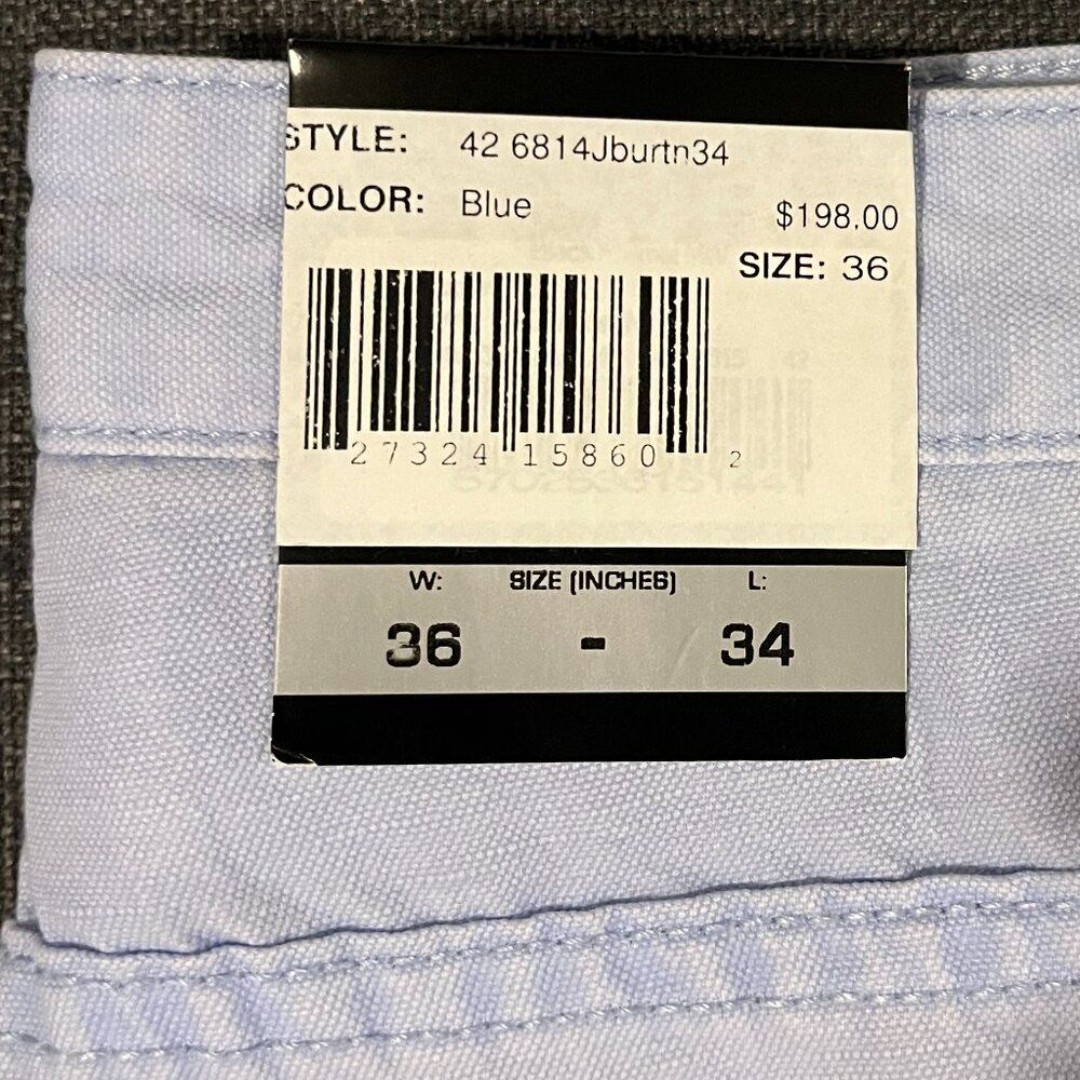 STYLE: 42 6814Jburtn34
COLOR: Blue
$198.00
SIZE: 36
27324 15860 2
W: SIZE (INCHES) L:
36 - 34